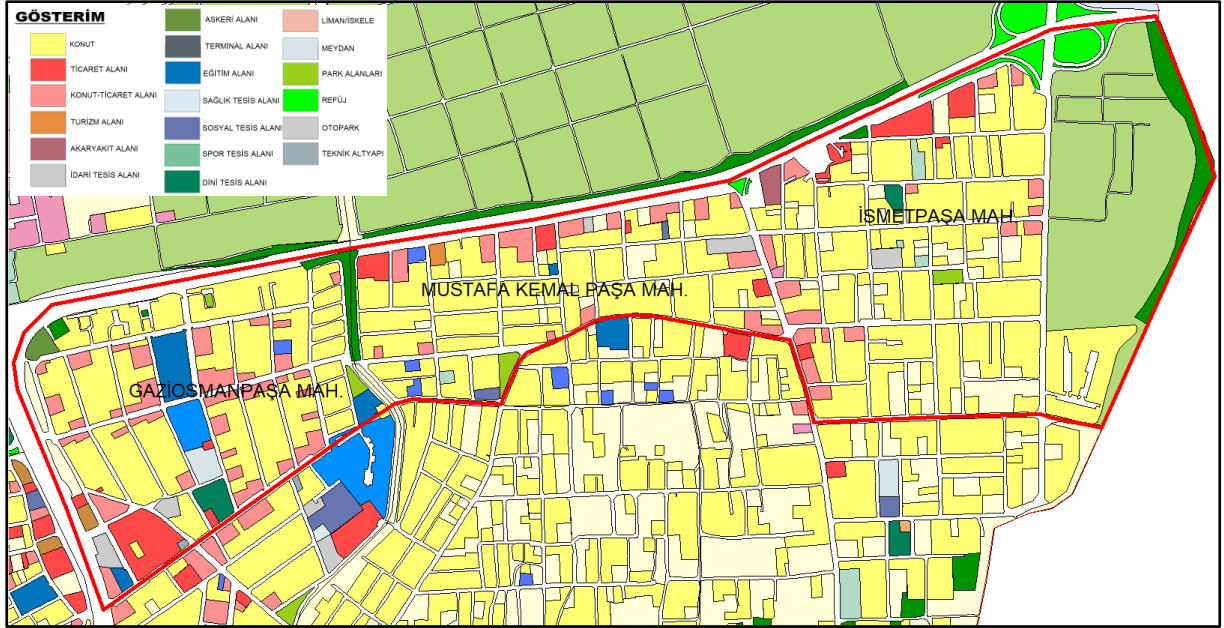 GÖSTERİM
KONUT
TİCARET ALANI
KONUT-TİCARET ALANI
TURİZM ALANI
AKARYAKIT ALANI
İDARİ TESİS ALANI
ASKERİ ALANI
TERMİNAL ALANI
EĞİTİM ALANI
SAĞLIK TESİS ALANI
SOSYAL TESİS ALANI
SPOR TESİS ALANI
DİNİ TESİS ALANI
LİMAN/İSKELE
MEYDAN
PARK ALANLARI
REFÜJ
OTOPARK
TEKNİK ALTYAPI
İSMETPAŞA MAH.
MUSTAFA KEMAL PAŞA MAH.
GAZİOSMANPAŞA MAH.